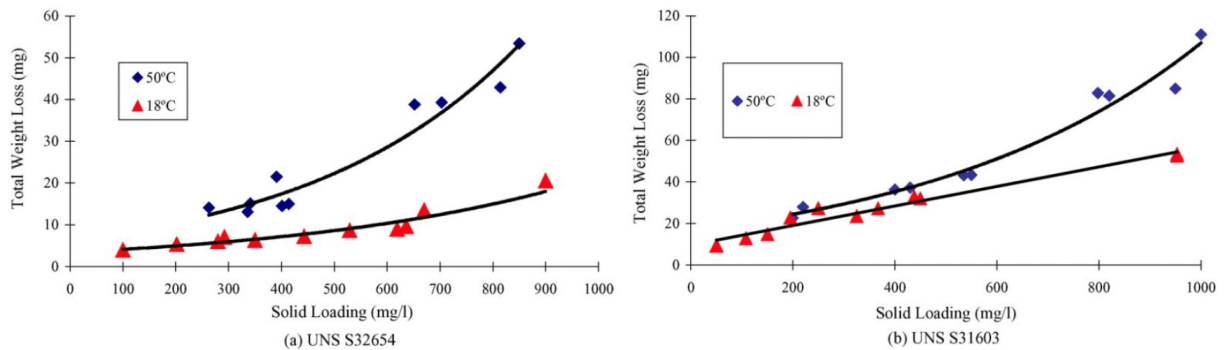 Total Weight Loss (mg)
60
50
40
30
20
10
0
50ºC
18ºC
0 100 200 300 400 500 600 700 800 900 1000
Solid Loading (mg/l)
(a) UNS S32654
Total Weight Loss (mg)
120
100
80
60
40
20
0
50ºC 18ºC
0 200 400 600 800 1000
Solid Loading (mg/l)
(b) UNS S31603